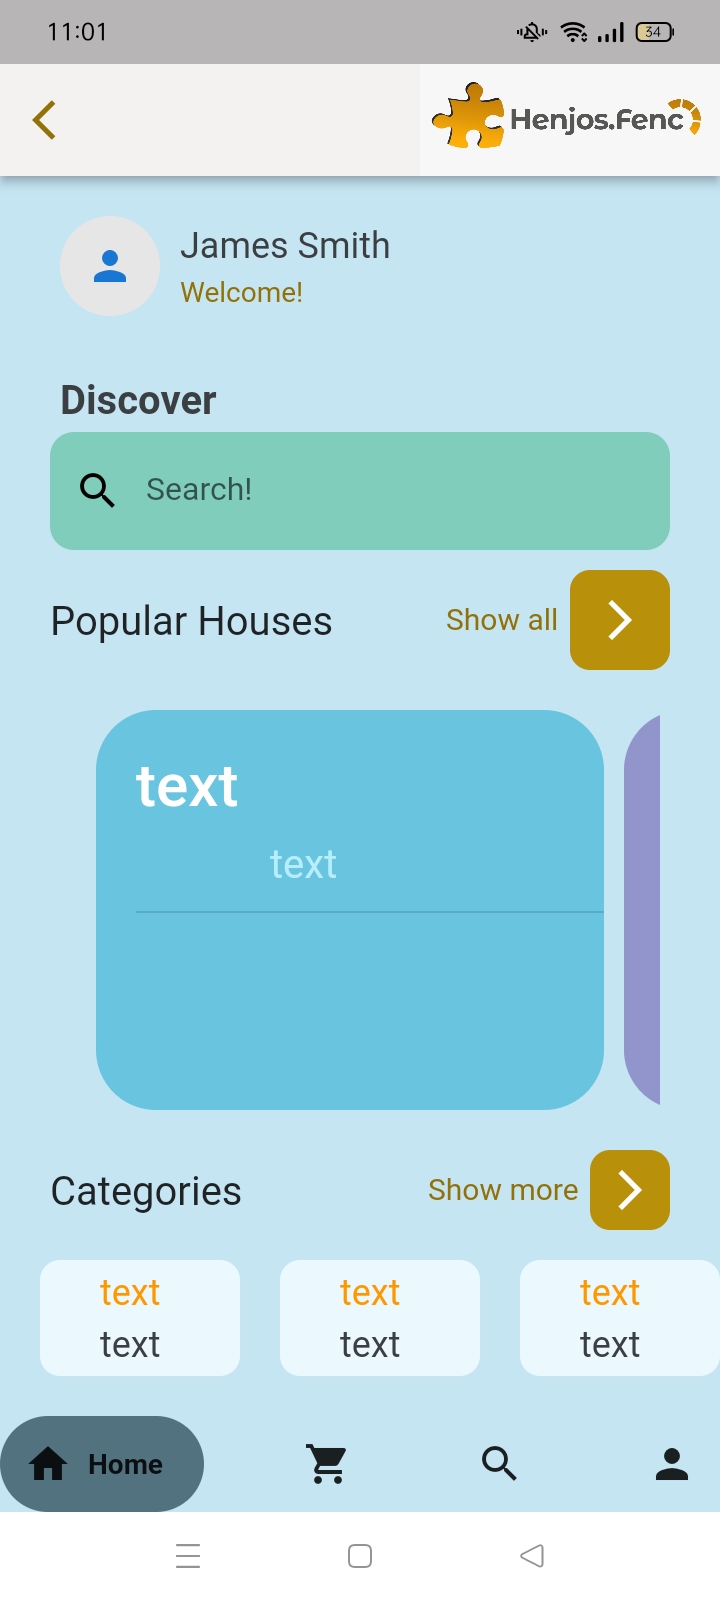 11:01
34
Henjos.Fenc
James Smith
Welcome!
Discover
Search!
Popular Houses
Show all
text
text
Categories
Show more
text
text
text
text
text
text
Home